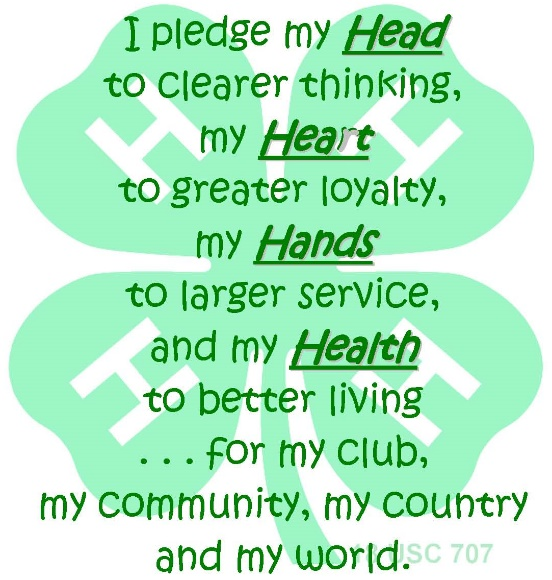 I pledge my Head
to clearer thinking,
my Heart
to greater loyalty,
my Hands
to larger service,
and my Health
to better living
. . . for my club,
my community, my country
and my world.
USC 707
H H
H H